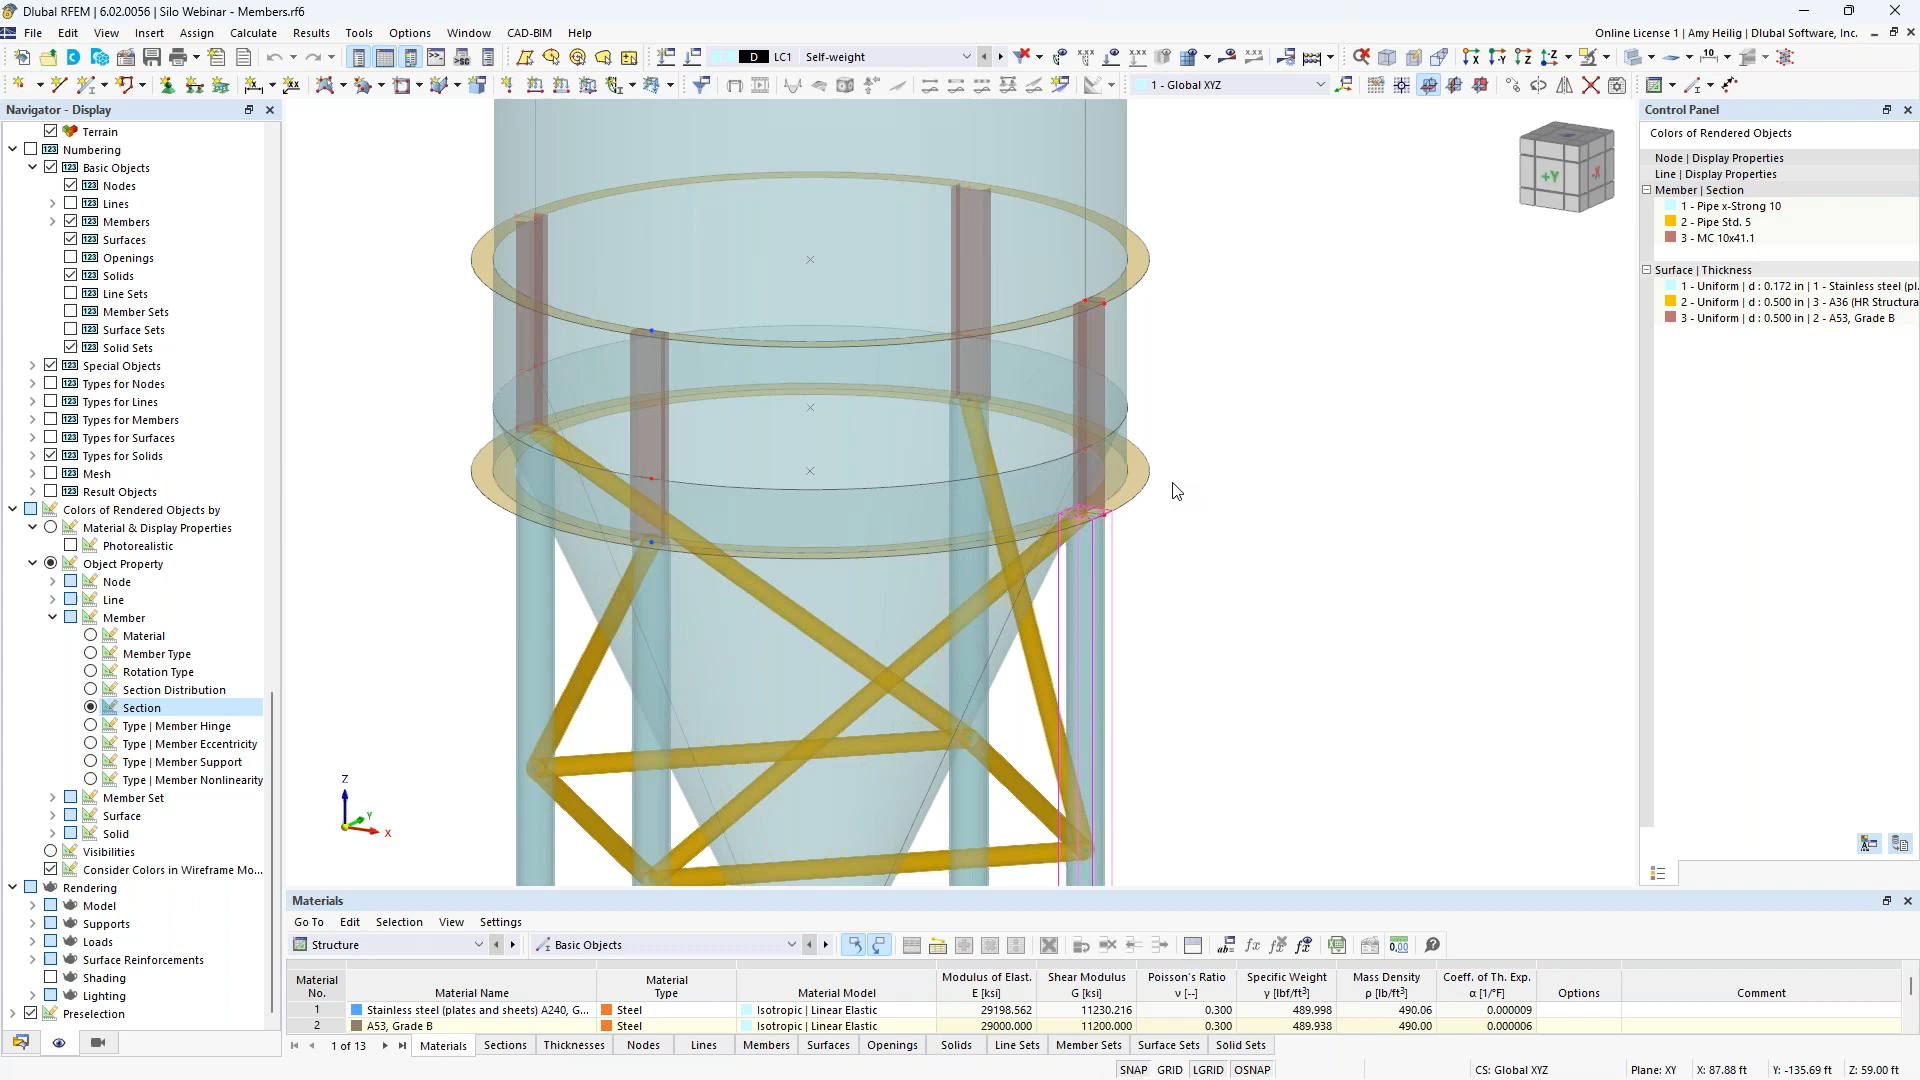 Dlubal RFEM | 6.02.0056 | Silo Webinar - Members.rf6
File Edit View Insert Assign Calculate Results Tools Options Window CAD-BIM Help
Online License 1 | Amy Heilig | Dlubal Software, Inc.
D LC1 Self-weight
1 - Global XYZ
Navigator - Display
Terrain
Numbering
Basic Objects
Nodes
Lines
Members
Surfaces
Openings
Solids
Line Sets
Member Sets
Surface Sets
Solid Sets
Special Objects
Types for Nodes
Types for Lines
Types for Members
Types for Surfaces
Types for Solids
Mesh
Result Objects
Colors of Rendered Objects by
Material & Display Properties
Photorealistic
Object Property
Node
Line
Member
Material
Member Type
Rotation Type
Section Distribution
Section
Type | Member Hinge
Type | Member Eccentricity
Type | Member Support
Type | Member Nonlinearity
Member Set
Surface
Solid
Visibilities
Consider Colors in Wireframe Mo...
Rendering
Model
Supports
Loads
Surface Reinforcements
Shading
Lighting
Preselection
+Y -X
Z
Y
X
Control Panel
Colors of Rendered Objects
Node | Display Properties
Line | Display Properties
Member | Section
1 - Pipe x-Strong 10
2 - Pipe Std. 5
3 - MC 10x41.1
Surface | Thickness
1 - Uniform | d : 0.172 in | 1 - Stainless steel (pl.
2 - Uniform | d : 0.500 in | 3 - A36 (HR Structura
3 - Uniform | d : 0.500 in | 2 - A53, Grade B
Materials
Go To Edit Selection View Settings
Structure Basic Objects
Material No. Material Name Material Type Material Model Modulus of Elast. E [ksi] Shear Modulus G [ksi] Poisson's Ratio ν [--] Specific Weight γ [lbf/ft³] Mass Density ρ [lb/ft³] Coeff. of Th. Exp. α [1/°F] Options Comment
1 Stainless steel (plates and sheets) A240, G... Steel Isotropic | Linear Elastic 29198.562 11230.216 0.300 489.998 490.06 0.000009
2 A53, Grade B Steel Isotropic | Linear Elastic 29000.000 11200.000 0.300 489.938 490.00 0.000006
1 of 13 Materials Sections Thicknesses Nodes Lines Members Surfaces Openings Solids Line Sets Member Sets Surface Sets Solid Sets
SNAP GRID LGRID OSNAP CS: Global XYZ Plane: XY X: 87.88 ft Y: -135.69 ft Z: 59.00 ft